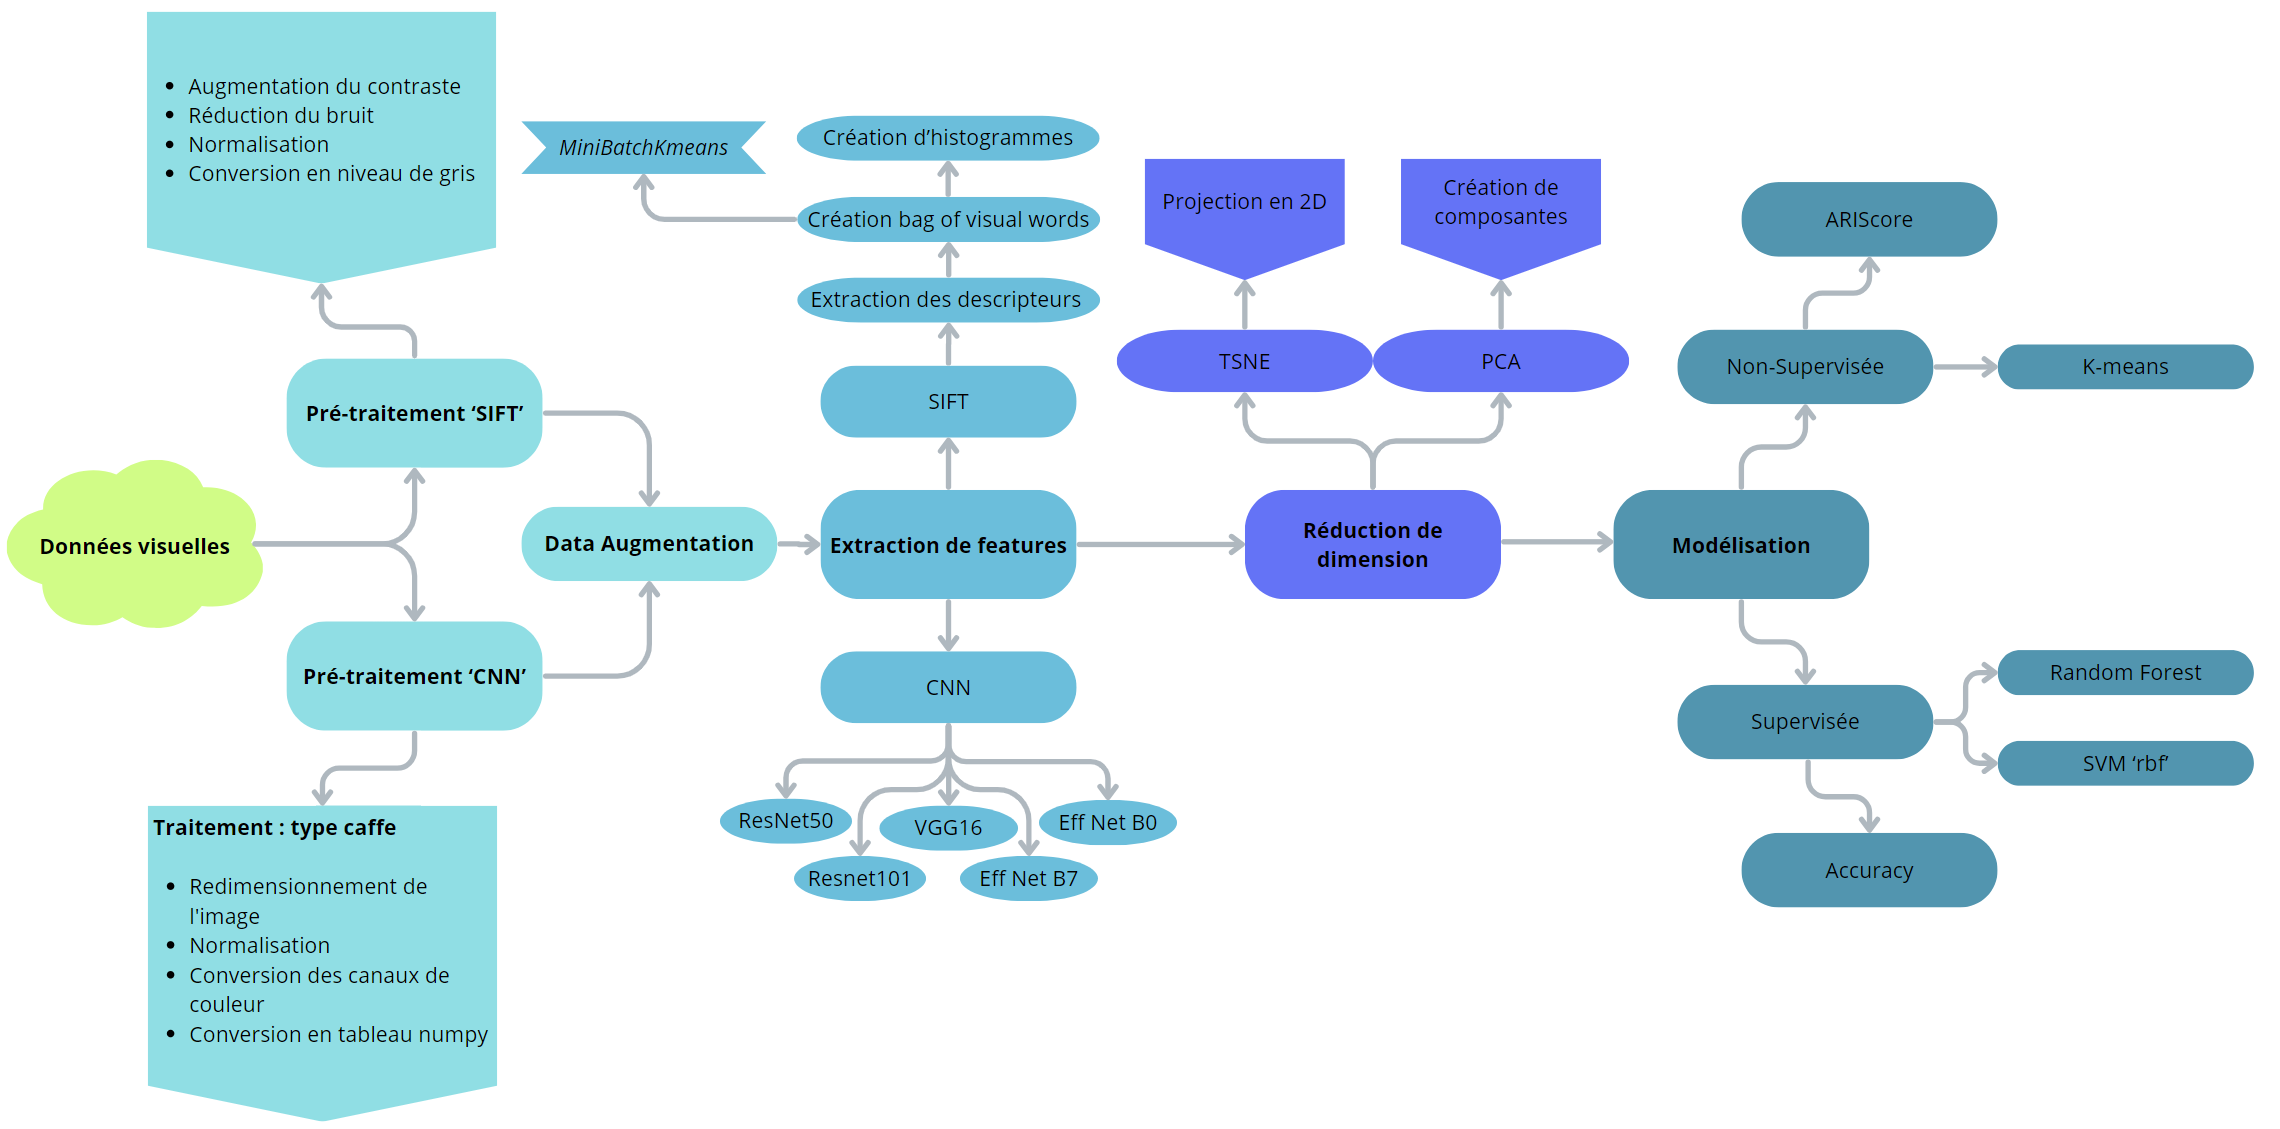 • Augmentation du contraste
• Réduction du bruit
• Normalisation
• Conversion en niveau de gris
Pré-traitement ‘SIFT’
Données visuelles
Pré-traitement ‘CNN’
Traitement : type caffe
• Redimensionnement de
l'image
• Normalisation
• Conversion des canaux de
couleur
• Conversion en tableau numpy
Data Augmentation
MiniBatchKmeans
Création d’histogrammes
Création bag of visual words
Extraction des descripteurs
SIFT
Extraction de features
CNN
ResNet50
Resnet101
VGG16
Eff Net B7
Eff Net B0
Projection en 2D
Création de
composantes
TSNE
PCA
Réduction de
dimension
Modélisation
ARIScore
Non-Supervisée
K-means
Supervisée
Random Forest
SVM ‘rbf’
Accuracy